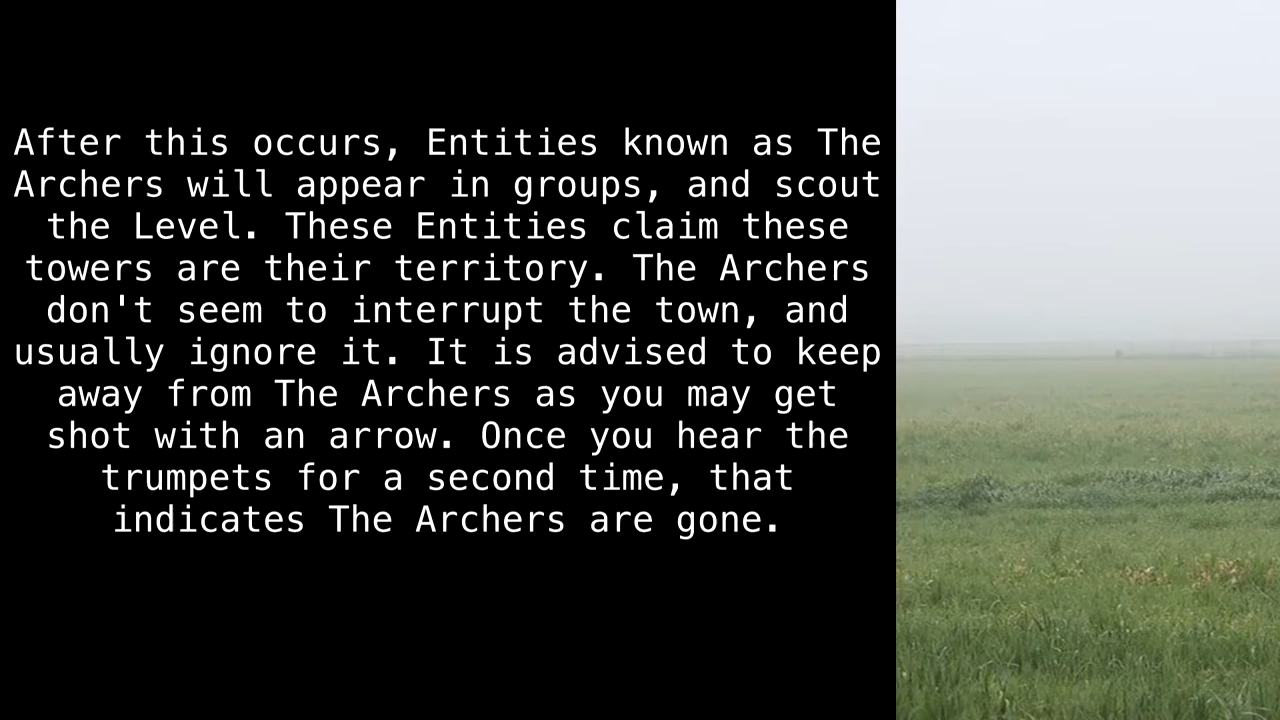 After this occurs, Entities known as The
Archers will appear in groups, and scout
the Level. These Entities claim these
towers are their territory. The Archers
don't seem to interrupt the town, and
usually ignore it. It is advised to keep
away from The Archers as you may get
shot with an arrow. Once you hear the
trumpets for a second time, that
indicates The Archers are gone.